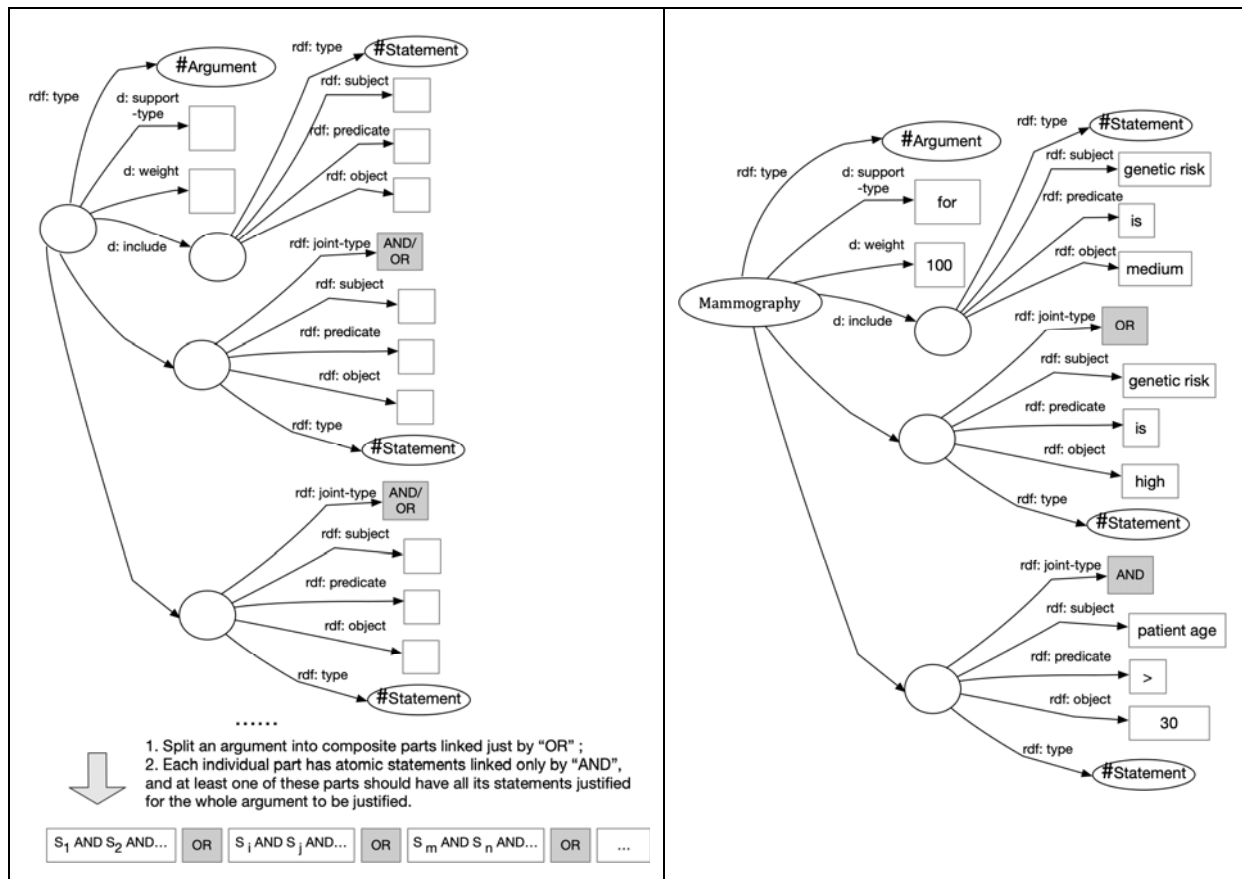 rdf: type
#Argument
d: support
-type
d: weight
d: include
rdf: type
#Statement
rdf: subject
rdf: predicate
rdf: object
rdf: joint-type
AND/
OR
rdf: subject
rdf: predicate
rdf: object
rdf: type
#Statement
rdf: joint-type
AND/
OR
rdf: subject
rdf: predicate
rdf: object
rdf: type
#Statement
......
1. Split an argument into composite parts linked just by “OR” ;
2. Each individual part has atomic statements linked only by “AND”,
and at least one of these parts should have all its statements justified
for the whole argument to be justified.
S1 AND S2 AND... OR Si AND Sj AND... OR Sm AND Sn AND... OR ...
Mammography
rdf: type
#Argument
d: support
-type
for
d: weight
100
d: include
rdf: type
#Statement
rdf: subject
genetic risk
rdf: predicate
is
rdf: object
medium
rdf: joint-type
OR
rdf: subject
genetic risk
rdf: predicate
is
rdf: object
high
rdf: type
#Statement
rdf: joint-type
AND
rdf: subject
patient age
rdf: predicate
>
rdf: object
30
rdf: type
#Statement